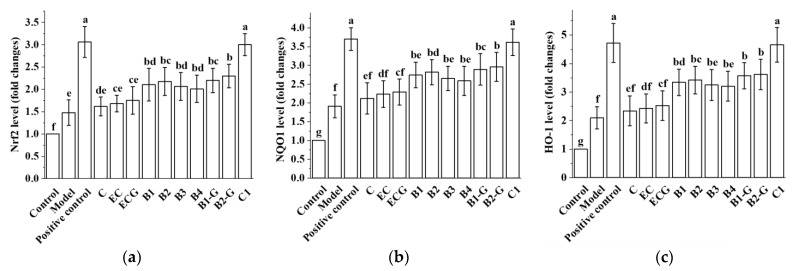 Nrf2 level (fold changes)
3.5
3.0
2.5
2.0
1.5
1.0
0.5
0.0
f
e
a
de
ce
ce
bd
bc
bd
bd
bc
b
a
Control
Model
Positive control
C
EC
ECG
B1
B2
B3
B4
B1-G
B2-G
C1
(a)
NQO1 level (fold changes)
4.0
3.5
3.0
2.5
2.0
1.5
1.0
0.5
0.0
g
f
a
ef
df
cf
be
bd
be
be
bc
b
a
Control
Model
Positive control
C
EC
ECG
B1
B2
B3
B4
B1-G
B2-G
C1
(b)
HO-1 level (fold changes)
5
4
3
2
1
0
g
f
a
ef
df
cf
bd
bc
be
be
bc
b
a
Control
Model
Positive control
C
EC
ECG
B1
B2
B3
B4
B1-G
B2-G
C1
(c)